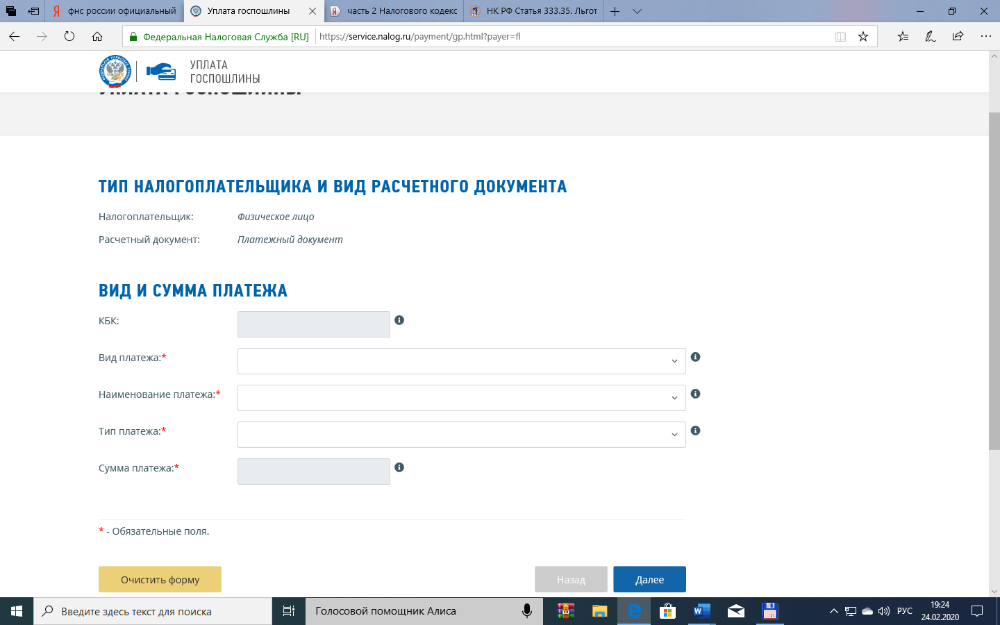 фнс россии официальный
Уплата госпошлины
часть 2 Налогового кодекс
НК РФ Статья 333.35. Льгот
Федеральная Налоговая Служба [RU]
https://service.nalog.ru/payment/gp.html?payer=fl
УПЛАТА
ГОСПОШЛИНЫ
УПЛАТА ГОСПОШЛИНЫ
ТИП НАЛОГОПЛАТЕЛЬЩИКА И ВИД РАСЧЕТНОГО ДОКУМЕНТА
Налогоплательщик: Физическое лицо
Расчетный документ: Платежный документ
ВИД И СУММА ПЛАТЕЖА
КБК:
Вид платежа:*
Наименование платежа:*
Тип платежа:*
Сумма платежа:*
* - Обязательные поля.
Очистить форму
Назад
Далее
Введите здесь текст для поиска
Голосовой помощник Алиса
РУС
19:24
24.02.2020